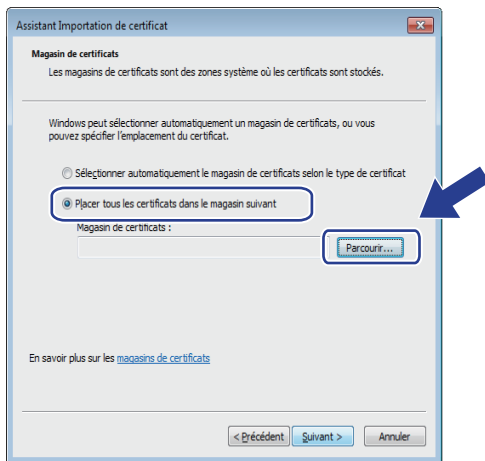 Assistant Importation de certificat
Magasin de certificats
Les magasins de certificats sont des zones système où les certificats sont stockés.
Windows peut sélectionner automatiquement un magasin de certificats, ou vous
pouvez spécifier l'emplacement du certificat.
Sélectionner automatiquement le magasin de certificats selon le type de certificat
Placer tous les certificats dans le magasin suivant
Magasin de certificats :
Parcourir...
En savoir plus sur les magasins de certificats
< Précédent
Suivant >
Annuler